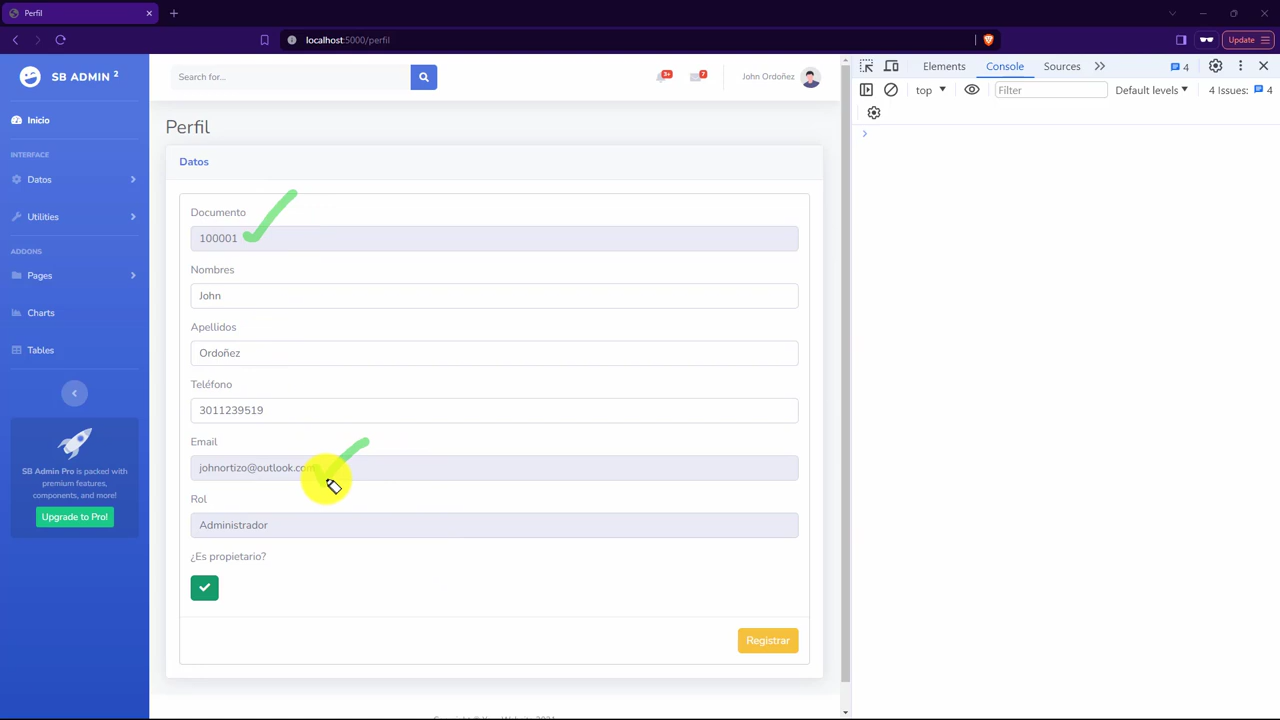 Perfil
localhost:5000/perfil
Update
SB ADMIN 2
Search for...
3+
7
John Ordoñez
Elements
Console
Sources
4
top
Filter
Default levels
4 Issues:
4
Inicio
INTERFACE
Datos
Utilities
ADDONS
Pages
Charts
Tables
SB Admin Pro is packed with
premium features,
components, and more!
Upgrade to Pro!
Perfil
Datos
Documento
100001
Nombres
John
Apellidos
Ordoñez
Teléfono
3011239519
Email
johnortizo@outlook.com
Rol
Administrador
¿Es propietario?
Registrar